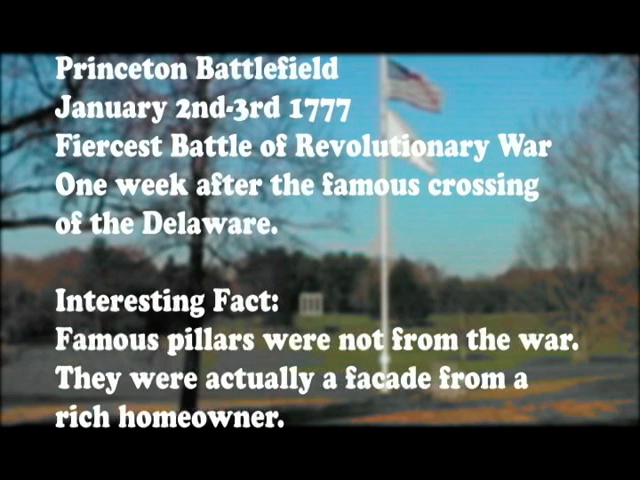 Princeton Battlefield
January 2nd-3rd 1777
Fiercest Battle of Revolutionary War
One week after the famous crossing
of the Delaware.
Interesting Fact:
Famous pillars were not from the war.
They were actually a facade from a
rich homeowner.